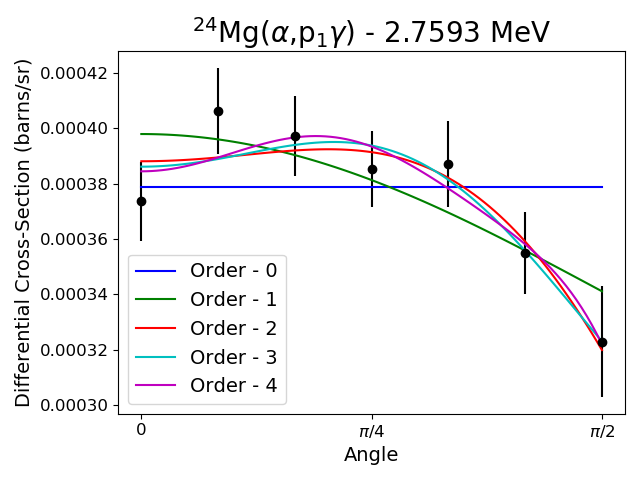 ²⁴Mg(α,p₁γ) - 2.7593 MeV
Differential Cross-Section (barns/sr)
0.00042
0.00040
0.00038
0.00036
0.00034
0.00032
0.00030
Order - 0
Order - 1
Order - 2
Order - 3
Order - 4
0 π/4 π/2
Angle